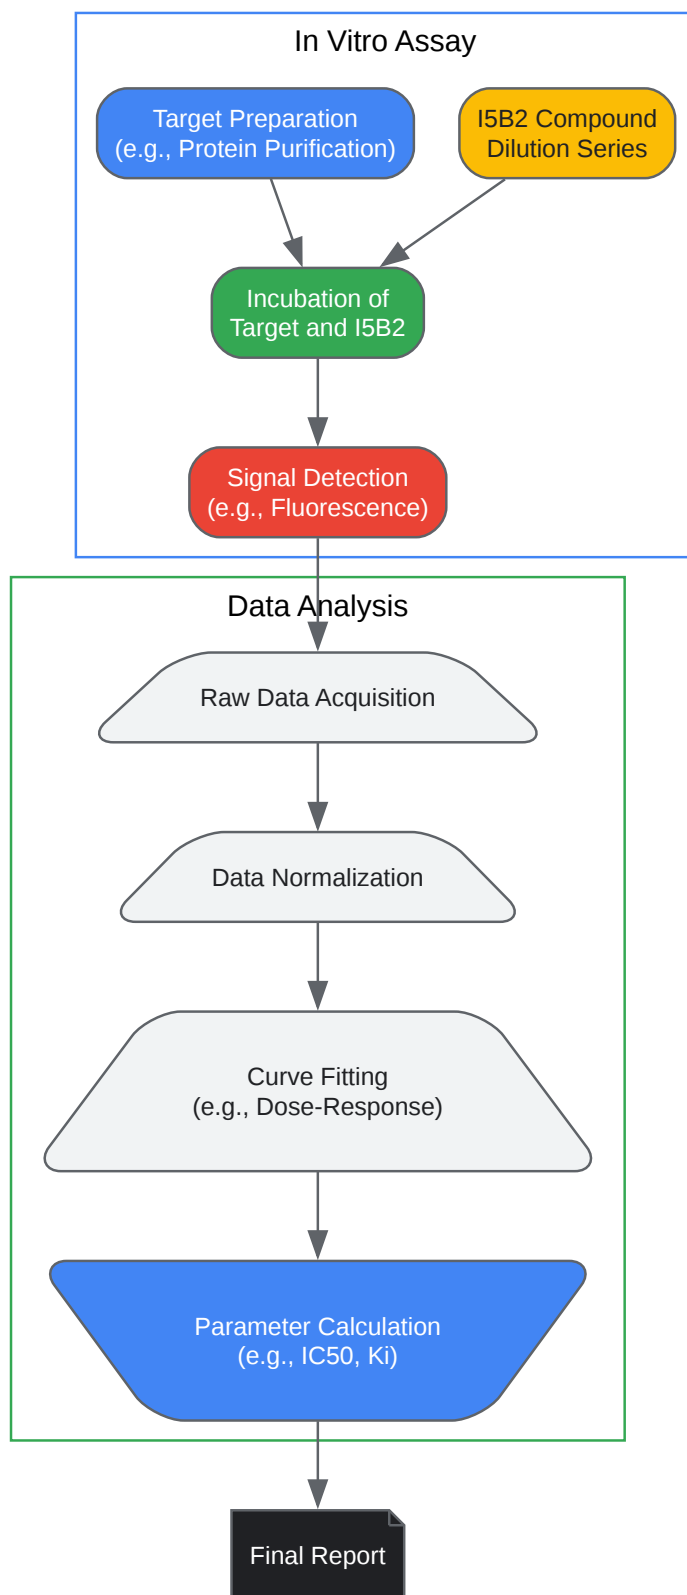 In Vitro Assay
Target Preparation
(e.g., Protein Purification)
I5B2 Compound
Dilution Series
Incubation of
Target and I5B2
Signal Detection
(e.g., Fluorescence)
Data Analysis
Raw Data Acquisition
Data Normalization
Curve Fitting
(e.g., Dose-Response)
Parameter Calculation
(e.g., IC50, Ki)
Final Report